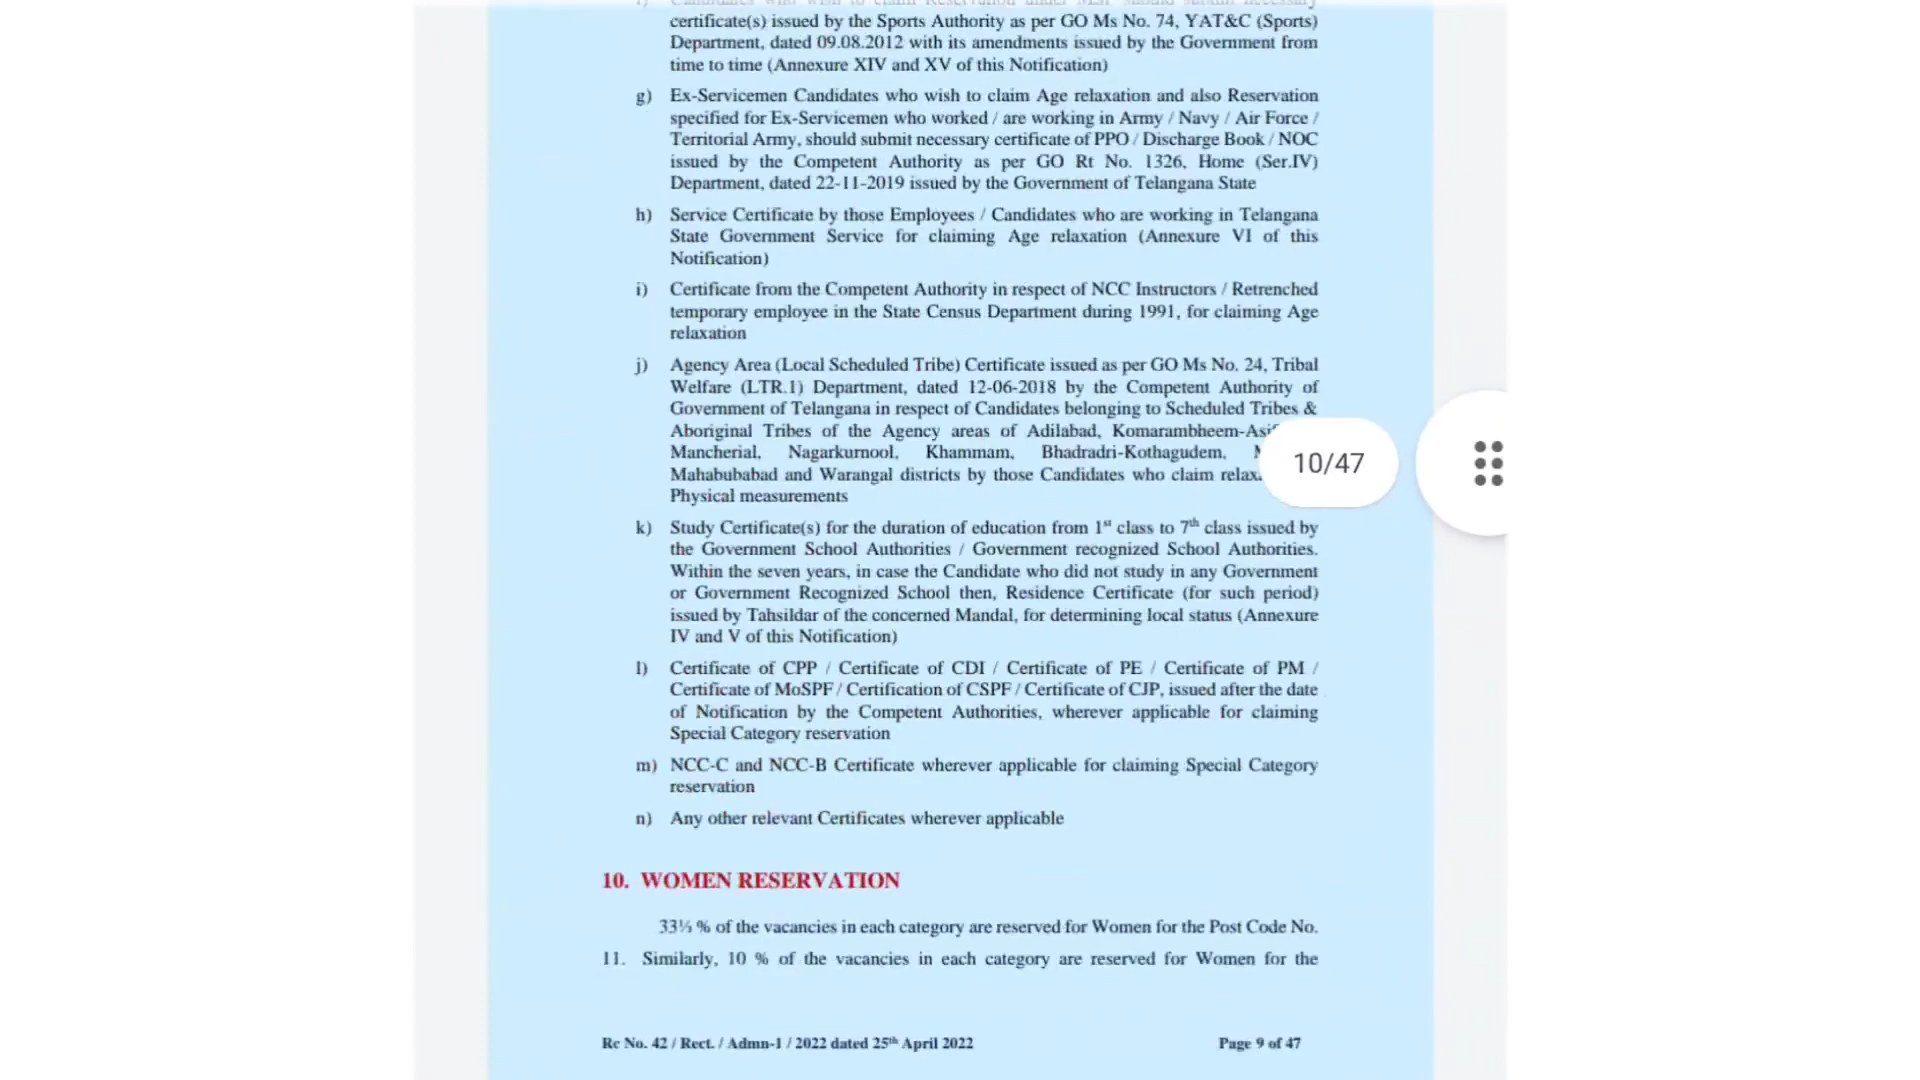 certificate(s) issued by the Sports Authority as per GO Ms No. 74, YAT&C (Sports)
Department, dated 09.08.2012 with its amendments issued by the Government from
time to time (Annexure XIV and XV of this Notification)
g) Ex-Servicemen Candidates who wish to claim Age relaxation and also Reservation
specified for Ex-Servicemen who worked / are working in Army / Navy / Air Force /
Territorial Army, should submit necessary certificate of PPO / Discharge Book / NOC
issued by the Competent Authority as per GO Rt No. 1326, Home (Ser.IV)
Department, dated 22-11-2019 issued by the Government of Telangana State
h) Service Certificate by those Employees / Candidates who are working in Telangana
State Government Service for claiming Age relaxation (Annexure VI of this
Notification)
i) Certificate from the Competent Authority in respect of NCC Instructors / Retrenched
temporary employee in the State Census Department during 1991, for claiming Age
relaxation
j) Agency Area (Local Scheduled Tribe) Certificate issued as per GO Ms No. 24, Tribal
Welfare (LTR.1) Department, dated 12-06-2018 by the Competent Authority of
Government of Telangana in respect of Candidates belonging to Scheduled Tribes &
Aboriginal Tribes of the Agency areas of Adilabad,
Mancherial, Nagarkurnool, Khammam, Bhadradri-Kothagudem,
Mahabubabad and Warangal districts by those Candidates who claim
10/47
Physical measurements
k) Study Certificate(s) for the duration of education from 1st class to 7th class issued by
the Government School Authorities / Government recognized School Authorities.
Within the seven years, in case the Candidate who did not study in any Government
or Government Recognized School then, Residence Certificate (for such period)
issued by Tahsildar of the concerned Mandal, for determining local status (Annexure
IV and V of this Notification)
l) Certificate of CPP / Certificate of CDI / Certificate of PE / Certificate of PM /
Certificate of MoSPF / Certification of CSPF / Certificate of CJP, issued after the date
of Notification by the Competent Authorities, wherever applicable for claiming
Special Category reservation
m) NCC-C and NCC-B Certificate wherever applicable for claiming Special Category
reservation
n) Any other relevant Certificates wherever applicable
10. WOMEN RESERVATION
33⅓ % of the vacancies in each category are reserved for Women for the Post Code No.
11. Similarly, 10 % of the vacancies in each category are reserved for Women for the
Rc No. 42 / Rect. / Admn-1 / 2022 dated 25th April 2022
Page 9 of 47